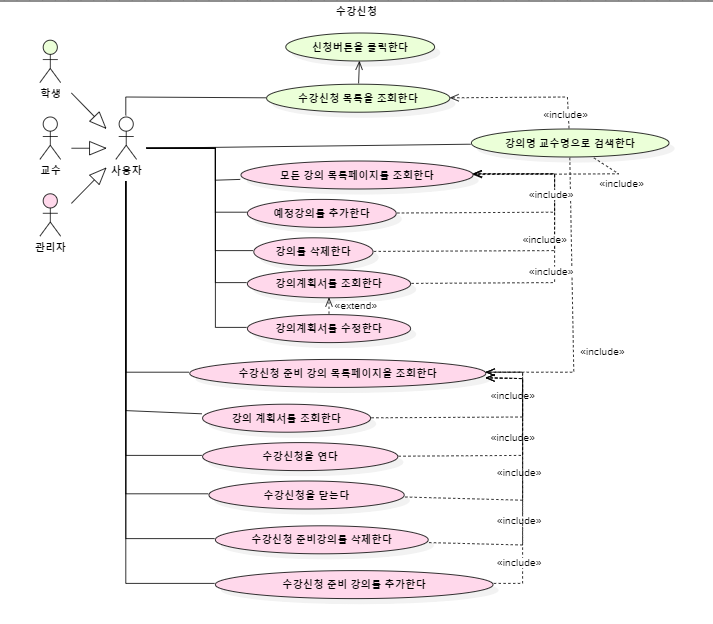 수강신청
신청버튼을 클릭한다
학생
수강신청 목록을 조회한다
«include»
강의명 교수명으로 검색한다
교수
사용자
모든 강의 목록페이지를 조회한다
«include»
«include»
관리자
예정강의를 추가한다
«include»
강의를 삭제한다
«include»
강의계획서를 조회한다
«extend»
강의계획서를 수정한다
«include»
수강신청 준비 강의 목록페이지을 조회한다
«include»
강의 계획서를 조회한다
«include»
수강신청을 연다
«include»
수강신청을 닫는다
«include»
수강신청 준비강의를 삭제한다
«include»
수강신청 준비 강의를 추가한다